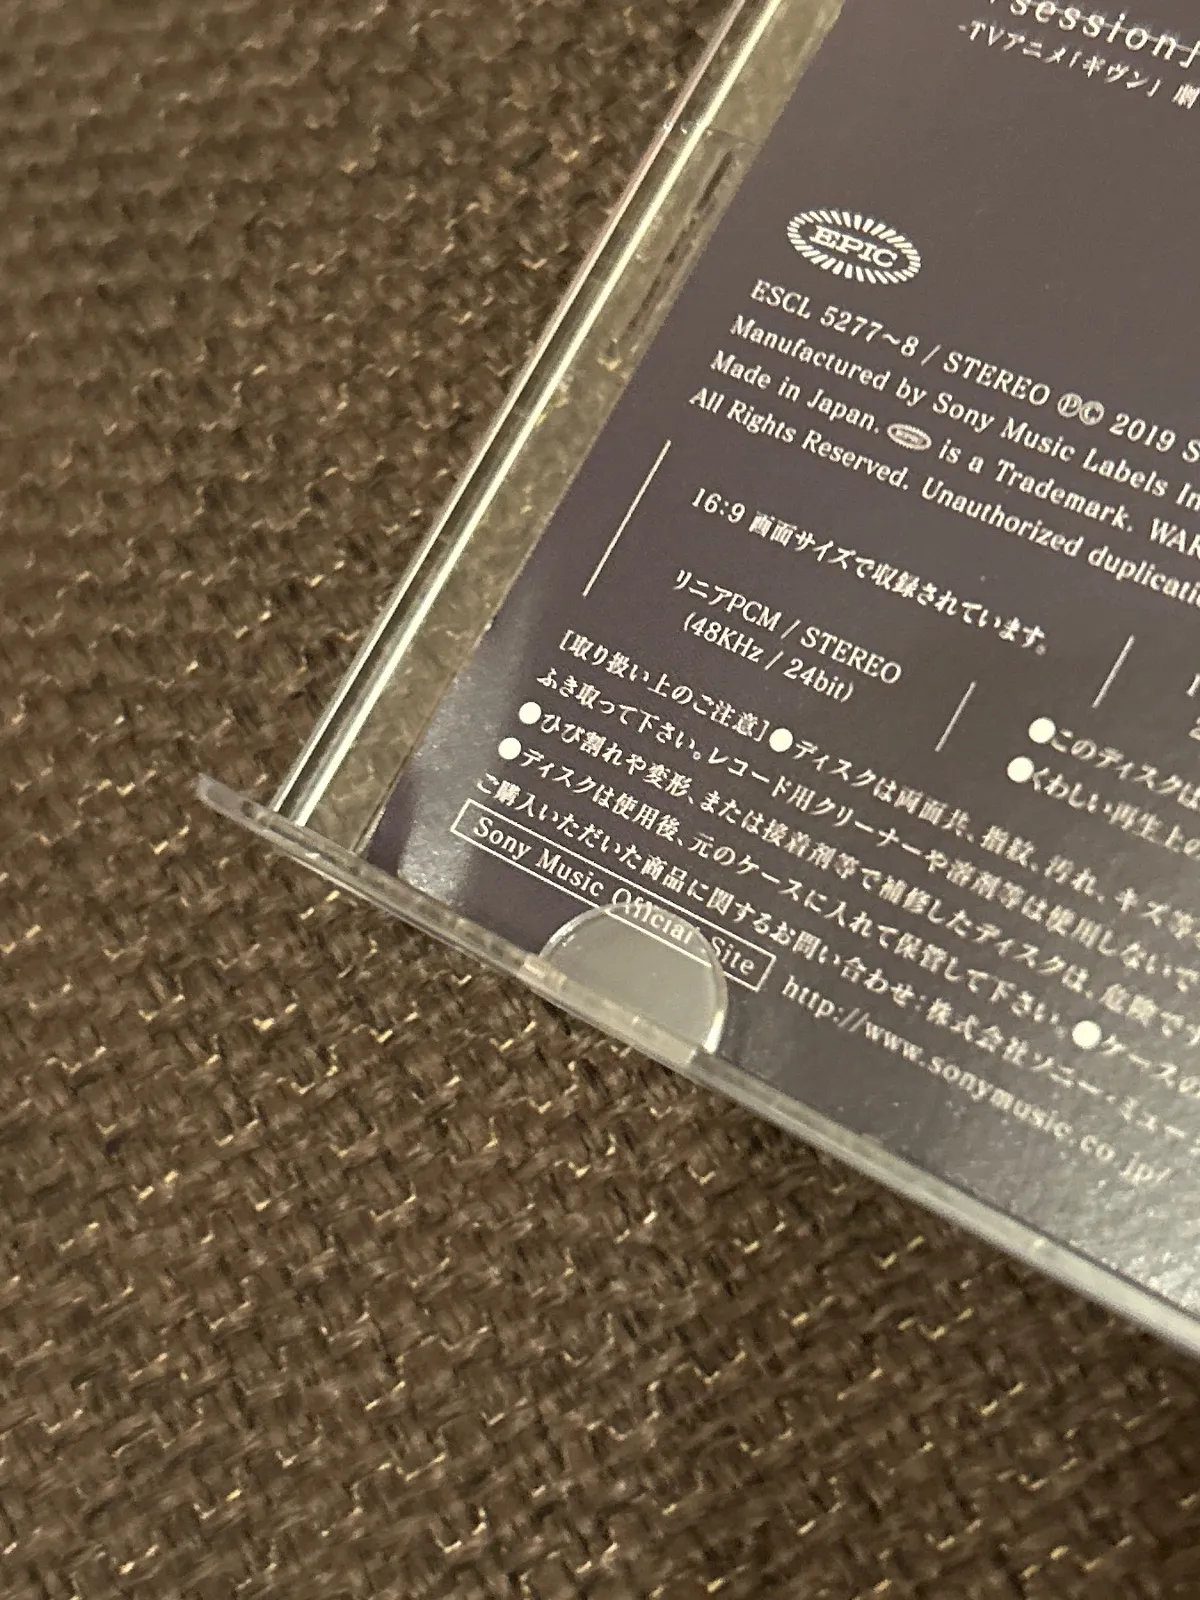 session」
-TVアニメ「ギヴン」 劇
EPIC
ESCL 5277~8 / STEREO ℗© 2019 S
Manufactured by Sony Music Labels In
Made in Japan. EPIC is a Trademark. WAR
All Rights Reserved. Unauthorized duplicati
16:9 画面サイズで収録されています。
リニアPCM / STEREO
(48KHz / 24bit)
●このディスクは
●くわしい再生上の
[取り扱い上のご注意]●ディスクは両面共、指紋、汚れ、キズ等
ふき取って下さい。レコード用クリーナーや溶剤等は使用しないで
●ひび割れや変形、または接着剤等で補修したディスクは、危険です
●ディスクは使用後、元のケースに入れて保管して下さい。●ケースの
ご購入いただいた商品に関するお問い合わせ：株式会社ソニー・ミュー
Sony Music Official Site http://www.sonymusic.co.jp/